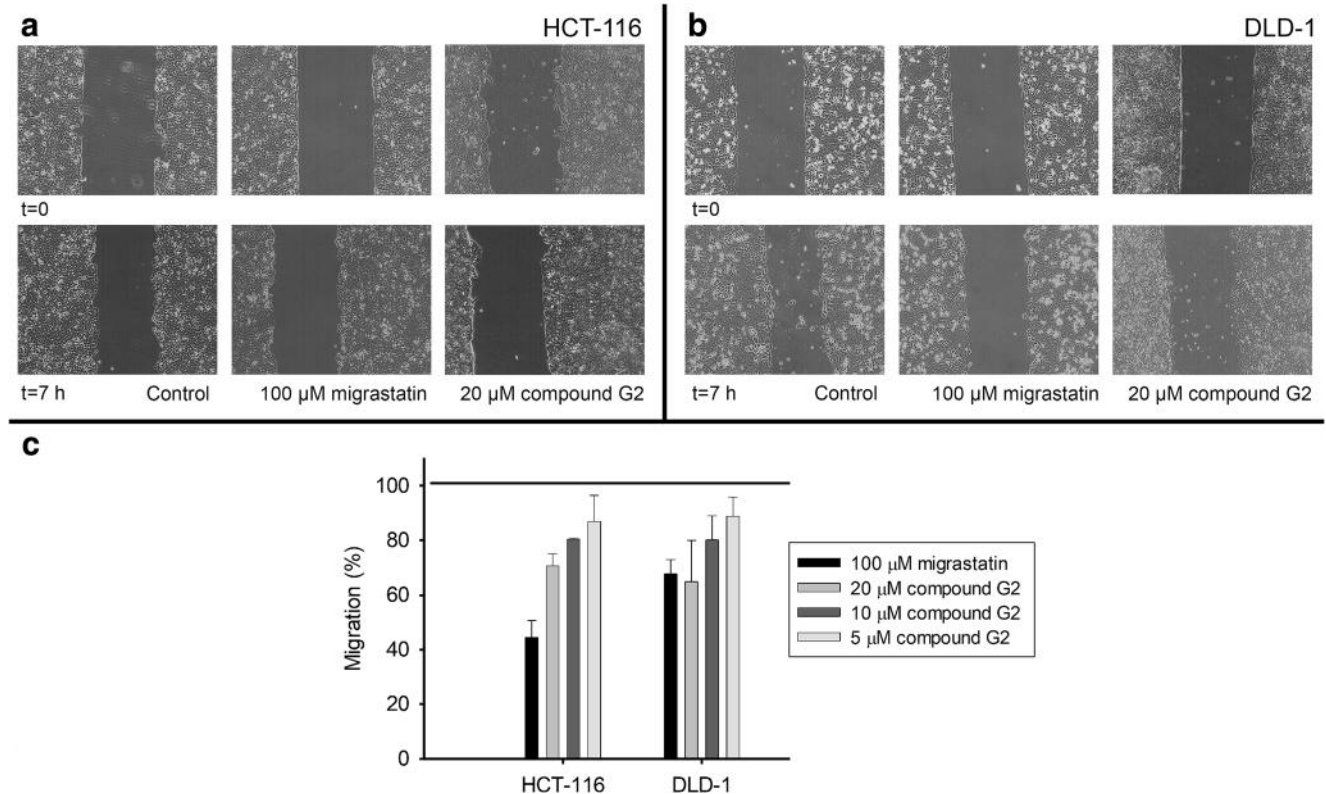 a
HCT-116
t=0
t=7 h Control 100 µM migrastatin 20 µM compound G2
b
DLD-1
t=0
t=7 h Control 100 µM migrastatin 20 µM compound G2
c
Migration (%)
100
80
60
40
20
0
HCT-116 DLD-1
100 µM migrastatin
20 µM compound G2
10 µM compound G2
5 µM compound G2